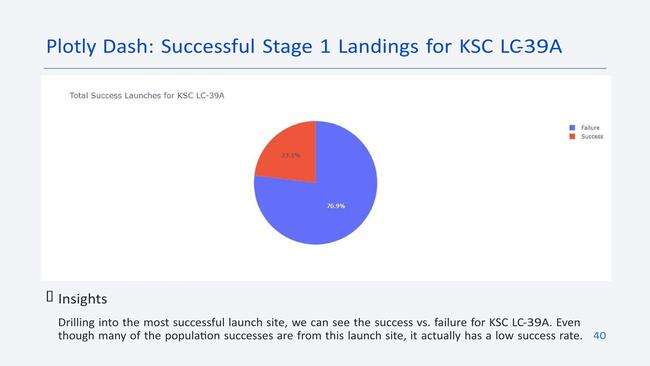 Plotly Dash: Successful Stage 1 Landings for KSC LC-39A
Total Success Launches for KSC LC-39A
Failure
Success
23.1%
76.9%
Insights
Drilling into the most successful launch site, we can see the success vs. failure for KSC LC-39A. Even
though many of the population successes are from this launch site, it actually has a low success rate.
40